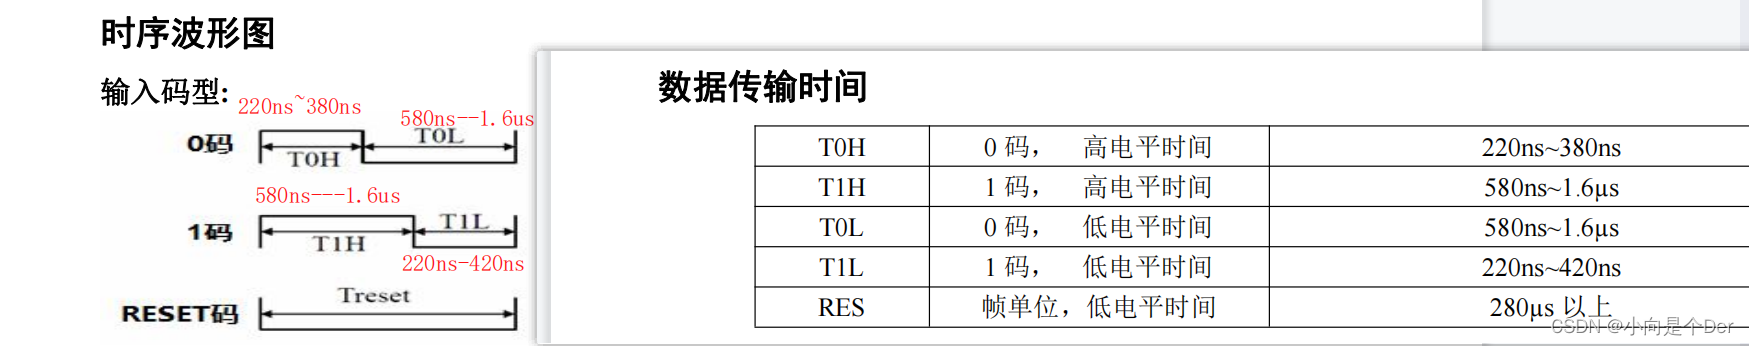 时序波形图
输入码型:
220ns~380ns
580ns--1.6us
0码
T0H
T0L
580ns---1.6us
1码
T1H
T1L
220ns-420ns
RESET码
Treset
数据传输时间
T0H 0 码， 高电平时间 220ns~380ns
T1H 1 码， 高电平时间 580ns~1.6μs
T0L 0 码， 低电平时间 580ns~1.6μs
T1L 1 码， 低电平时间 220ns~420ns
RES 帧单位，低电平时间 280μs 以上
CSDN @小向是个Der